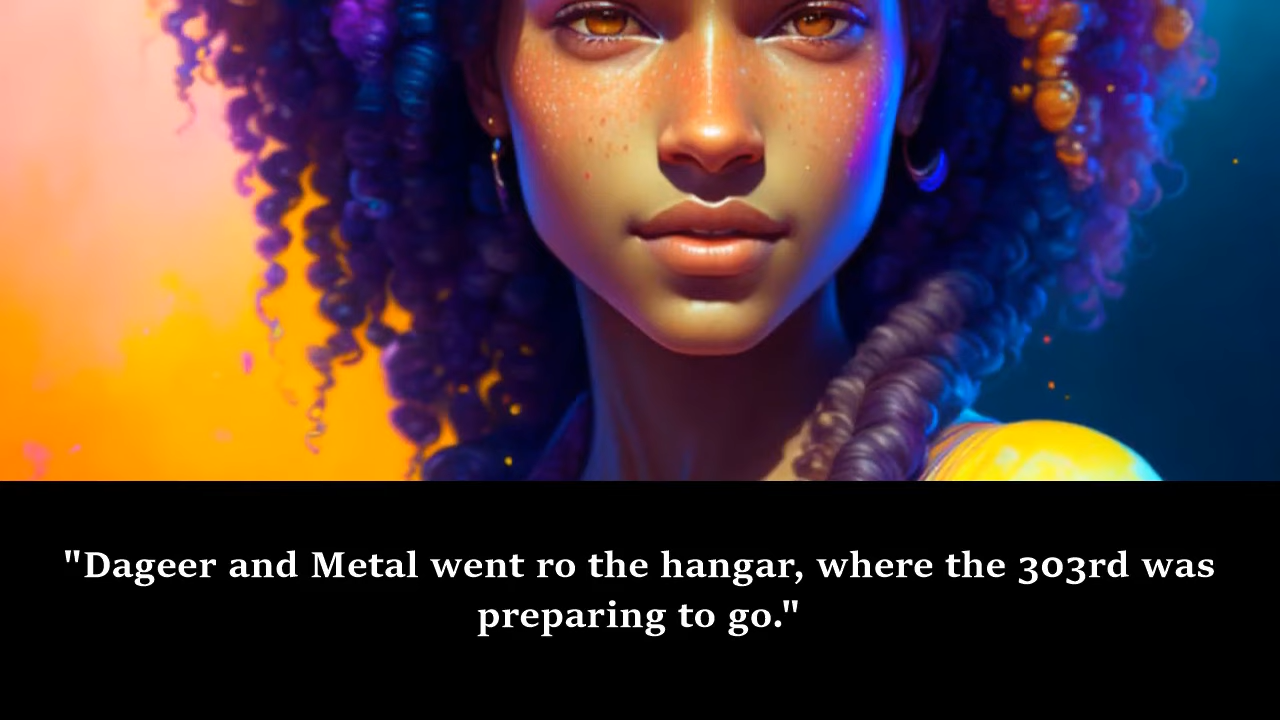 "Dageer and Metal went ro the hangar, where the 303rd was
preparing to go."